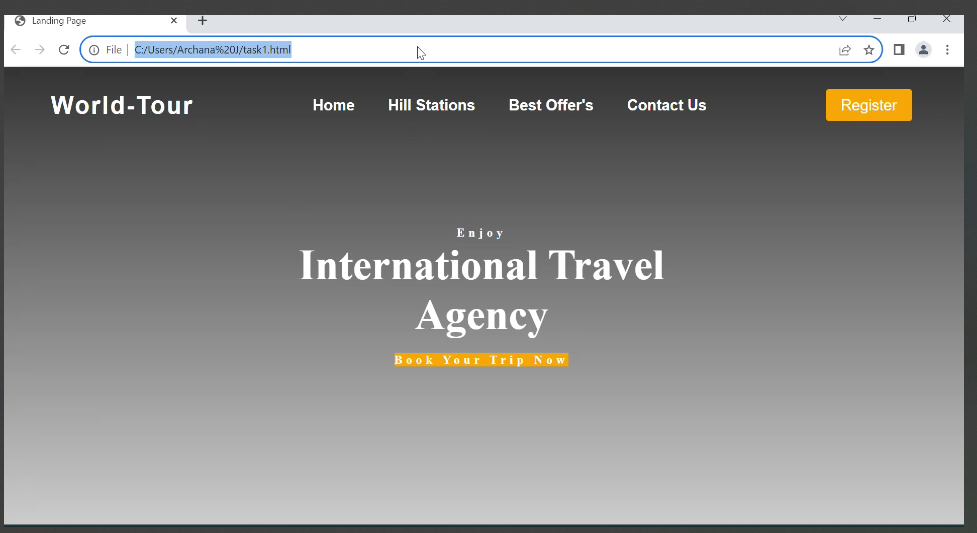 Landing Page
File C:/Users/Archana%20J/task1.html
World-Tour Home Hill Stations Best Offer's Contact Us Register
Enjoy
International Travel
Agency
Book Your Trip Now